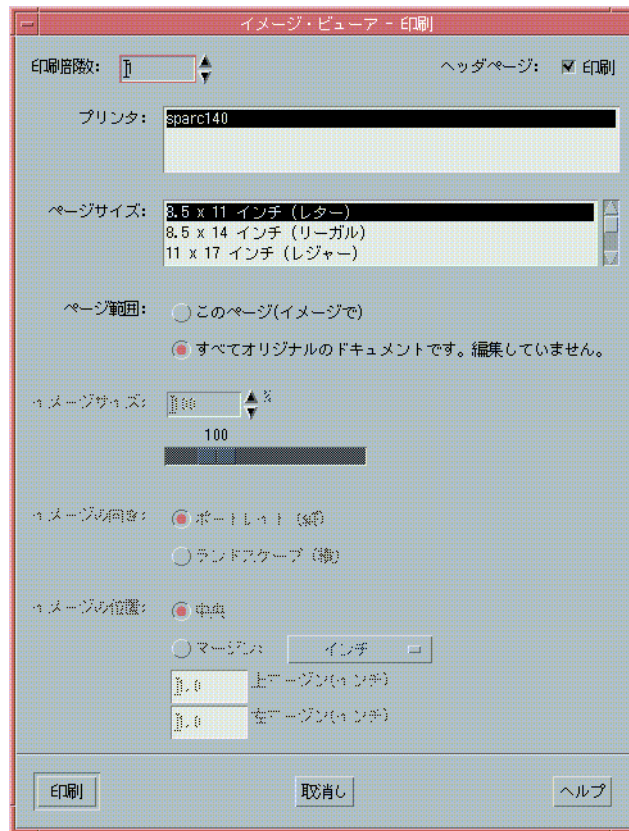 イメージ・ビューア - 印刷
印刷部数: 1
ヘッダページ: 印刷
プリンタ: sparc140
ページサイズ: 8.5 x 11 インチ (レター)
8.5 x 14 インチ (リーガル)
11 x 17 インチ (レジャー)
ページ範囲: このページ(イメージで)
すべてオリジナルのドキュメントです。編集していません。
イメージサイズ: 100 %
100
イメージの向き: ポートレイト (縦)
ランドスケープ (横)
イメージの位置: 中央
マージン: インチ
1.0 上マージン(インチ)
1.0 左マージン(インチ)
印刷 取消し ヘルプ